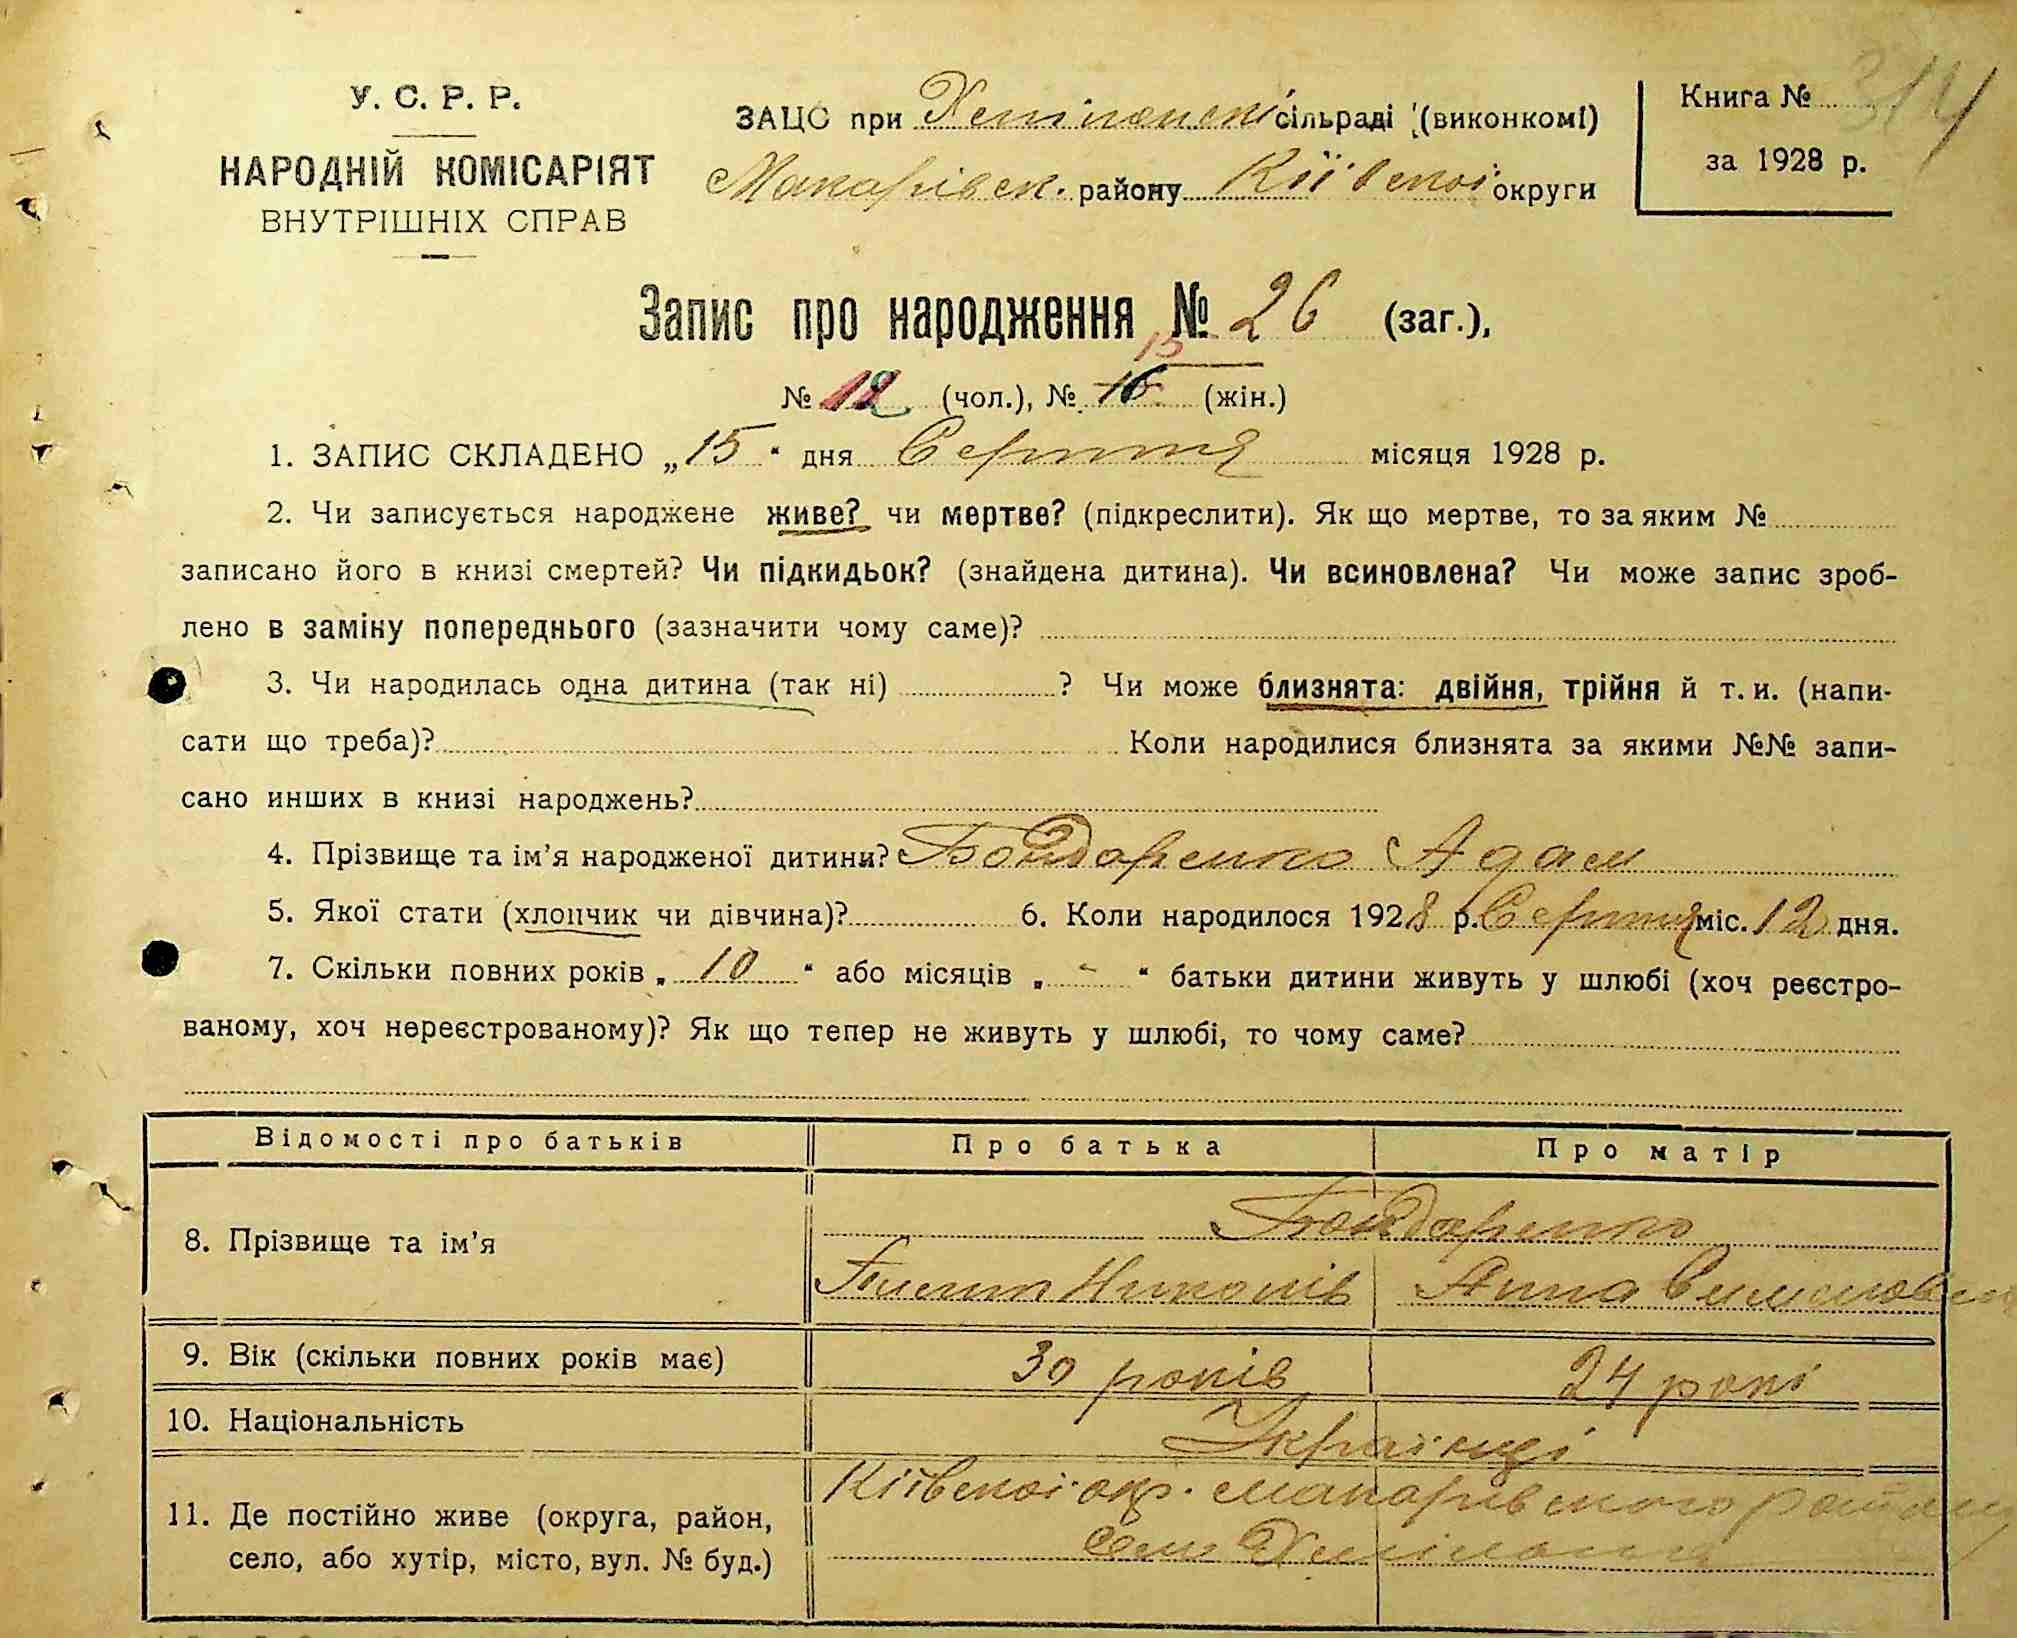 У. С. Р. Р.
НАРОДНІЙ КОМІСАРІЯТ
ВНУТРІШНІХ СПРАВ
ЗАЦС при сільраді (виконкомі)
Макарівск. району Київскої округи
Книга № 314
за 1928 р.
Запис про народження № 26 (заг.),
15
№ 12 (чол.), № 16 (жін.)
1. ЗАПИС СКЛАДЕНО „15“ дня Серпня місяця 1928 р.
2. Чи записується народжене живе? чи мертве? (підкреслити). Як що мертве, то за яким №
записано його в книзі смертей? Чи підкидьок? (знайдена дитина). Чи всиновлена? Чи може запис зроб-
лено в заміну попереднього (зазначити чому саме)?
3. Чи народилась одна дитина (так ні) ? Чи може близнята: двійня, трійня й т. и. (напи-
сати що треба)? Коли народилися близнята за якими №№ запи-
сано инших в книзі народжень?
4. Прізвище та ім’я народженої дитини? Бондаренко Адам
5. Якої стати (хлопчик чи дівчина)? 6. Коли народилося 1928 р. Серпня міс. 12 дня.
7. Скільки повних років „ 10 “ або місяців „ - “ батьки дитини живуть у шлюбі (хоч реєстро-
ваному, хоч нереєстрованому)? Як що тепер не живуть у шлюбі, то чому саме?
Відомості про батьків Про батька Про матір
8. Прізвище та ім’я Бондаренко
Анна
9. Вік (скільки повних років має) 30 років 24 рокі
10. Національність Українці
11. Де постійно живе (округа, район,
село, або хутір, місто, вул. № буд.)
Київскої окр. Макарівского району
село